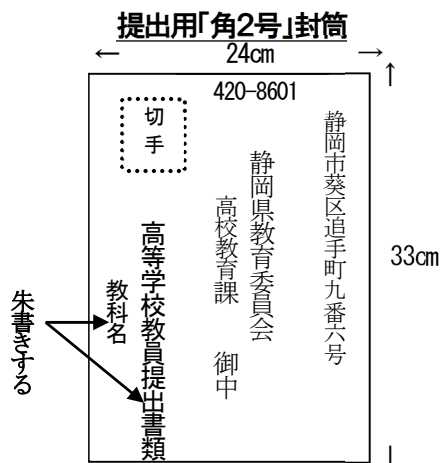 提出用「角2号」封筒
← 24cm →
420-8601
切手
静岡市葵区追手町九番六号
静岡県教育委員会
高校教育課 御中
高等学校教員提出書類
教科名
朱書きする
33cm